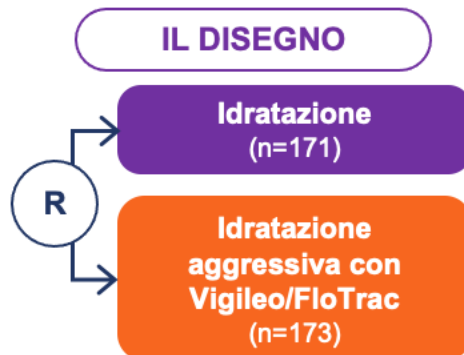 IL DISEGNO
Idratazione
(n=171)
R
Idratazione
aggressiva con
Vigileo/FloTrac
(n=173)